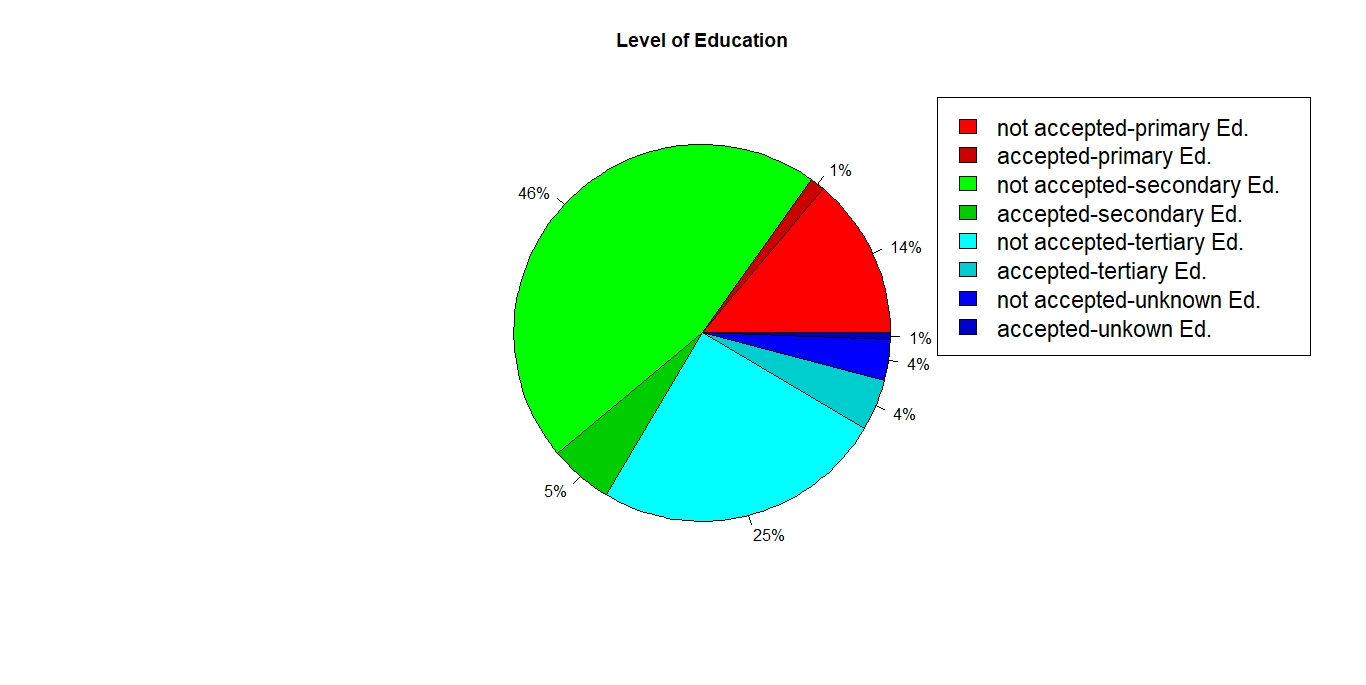 Level of Education
1%
46%
14%
1%
4%
4%
5%
25%
not accepted-primary Ed.
accepted-primary Ed.
not accepted-secondary Ed.
accepted-secondary Ed.
not accepted-tertiary Ed.
accepted-tertiary Ed.
not accepted-unknown Ed.
accepted-unkown Ed.